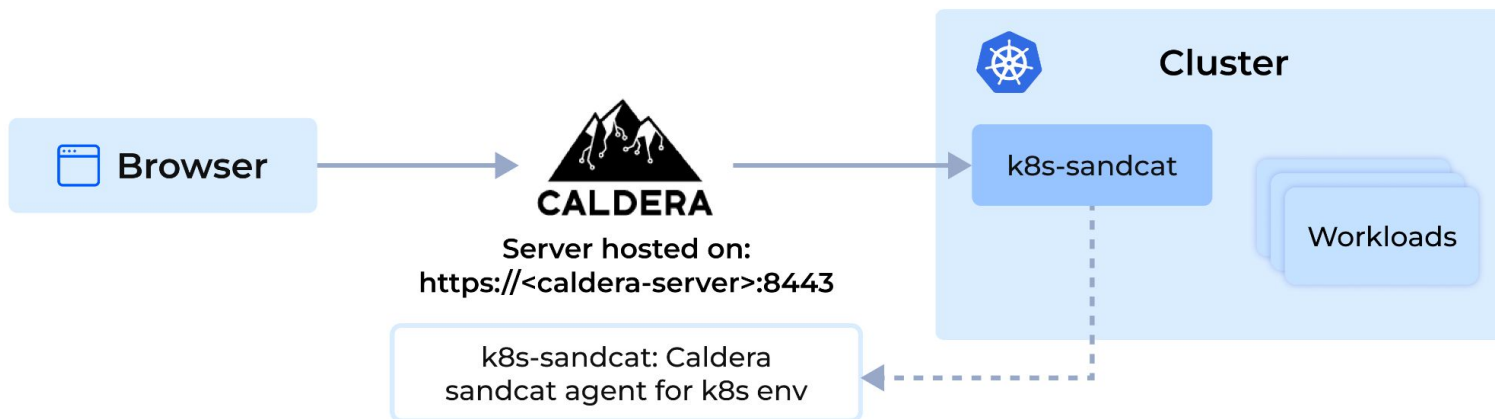 Browser
CALDERA
Server hosted on:
https://<caldera-server>:8443
k8s-sandcat: Caldera
sandcat agent for k8s env
Cluster
k8s-sandcat
Workloads